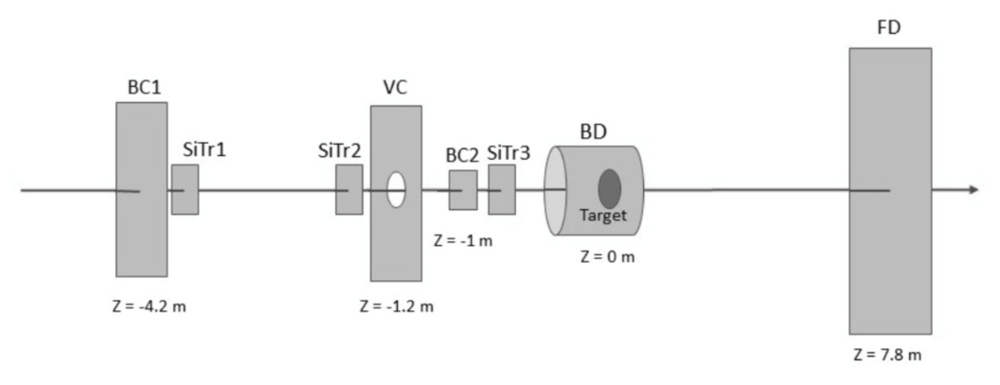 FD
BC1
VC
SiTr1
SiTr2
BC2
SiTr3
BD
Target
Z = -1 m
Z = 0 m
Z = -4.2 m
Z = -1.2 m
Z = 7.8 m